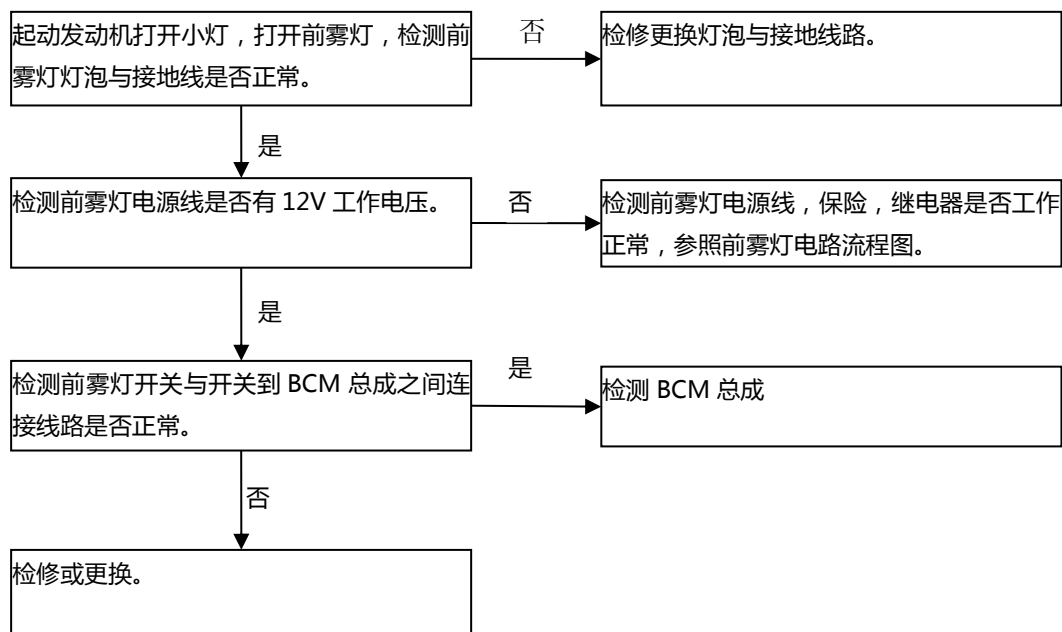 起动发动机打开小灯，打开前雾灯，检测前
雾灯灯泡与接地线是否正常。
否
检修更换灯泡与接地线路。
是
检测前雾灯电源线是否有 12V 工作电压。
否
检测前雾灯电源线，保险，继电器是否工作
正常，参照前雾灯电路流程图。
是
检测前雾灯开关与开关到 BCM 总成之间连
接线路是否正常。
是
检测 BCM 总成
否
检修或更换。